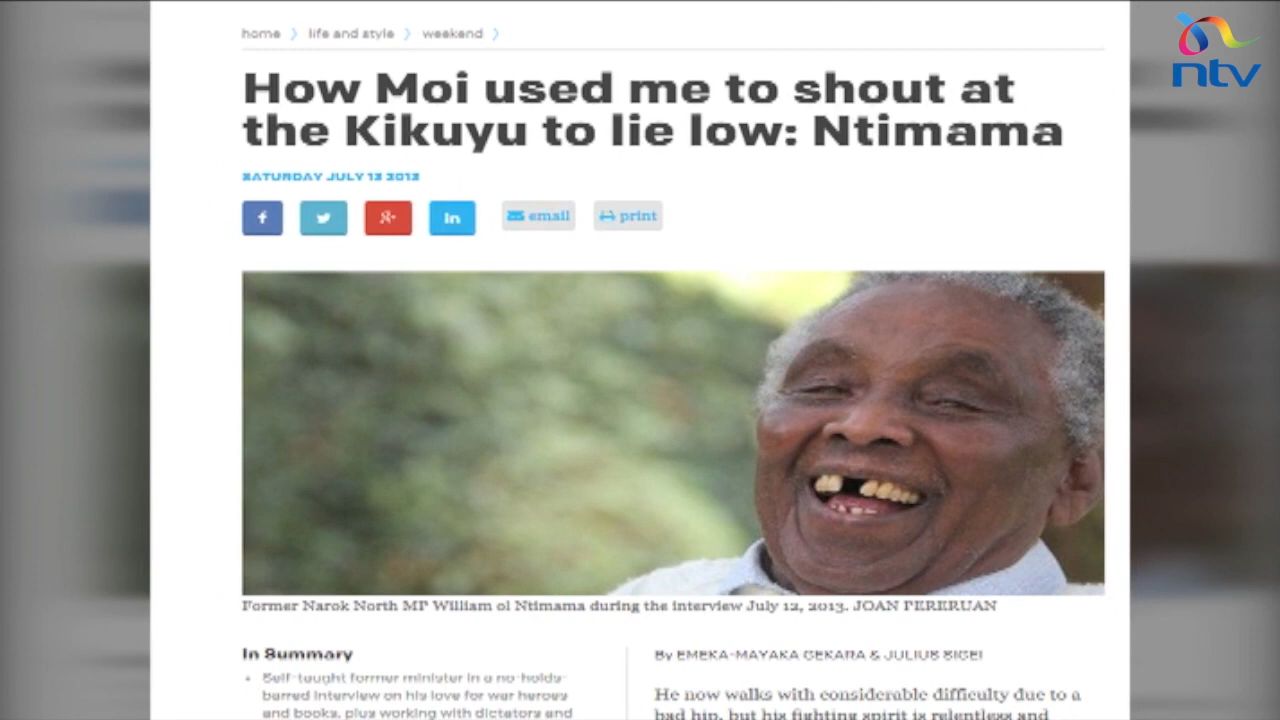 ntv
home > life and style > weekend >
How Moi used me to shout at
the Kikuyu to lie low: Ntimama
SATURDAY JULY 13 2013
f
g+
in
email
print
Former Narok North MP William ol Ntimama during the interview July 12, 2013. JOAN PERERUAN
In Summary
• Self-taught former minister in a no-holds-
barred interview on his love for war heroes
and books, plus working with dictators and
By EMEKA-MAYAKA GEKARA & JULIUS SIGEI
He now walks with considerable difficulty due to a
bad hip, but his fighting spirit is relentless and